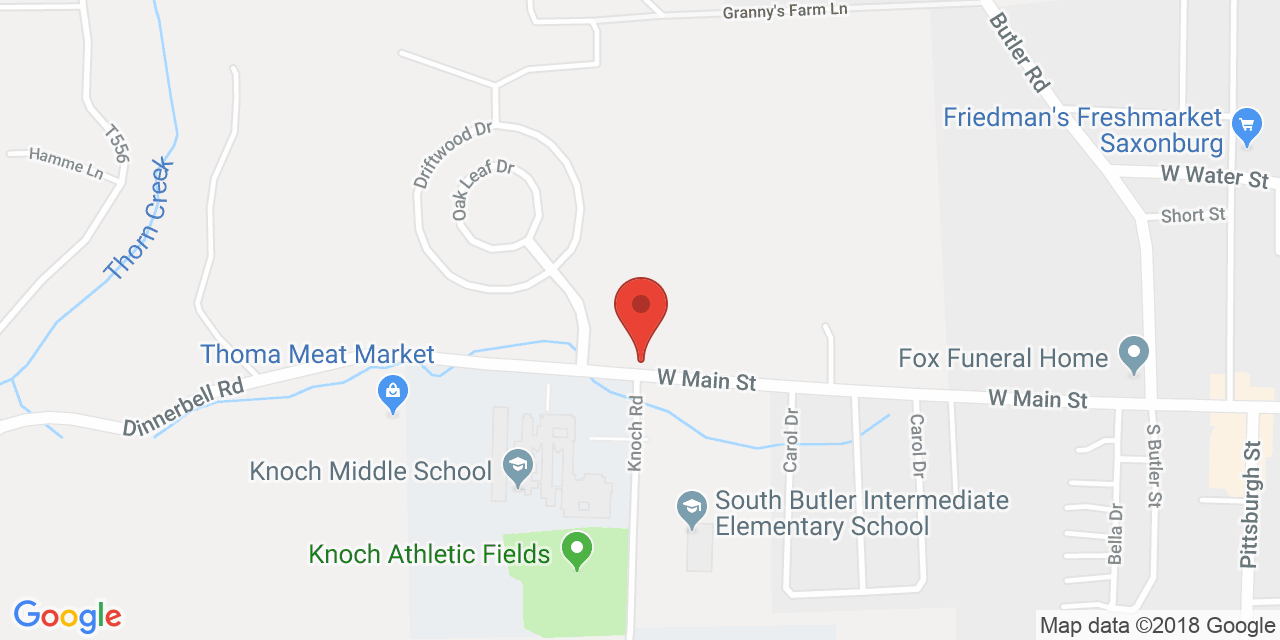 Granny's Farm Ln
Butler Rd
Friedman's Freshmarket
Saxonburg
T556
Hamme Ln
Driftwood Dr
Oak Leaf Dr
Thorn Creek
W Water St
Short St
Thoma Meat Market
Fox Funeral Home
W Main St
W Main St
Dinnerbell Rd
Knoch Rd
Carol Dr
Carol Dr
S Butler St
Pittsburgh St
Knoch Middle School
South Butler Intermediate
Elementary School
Bella Dr
Knoch Athletic Fields
Google
Map data ©2018 Google